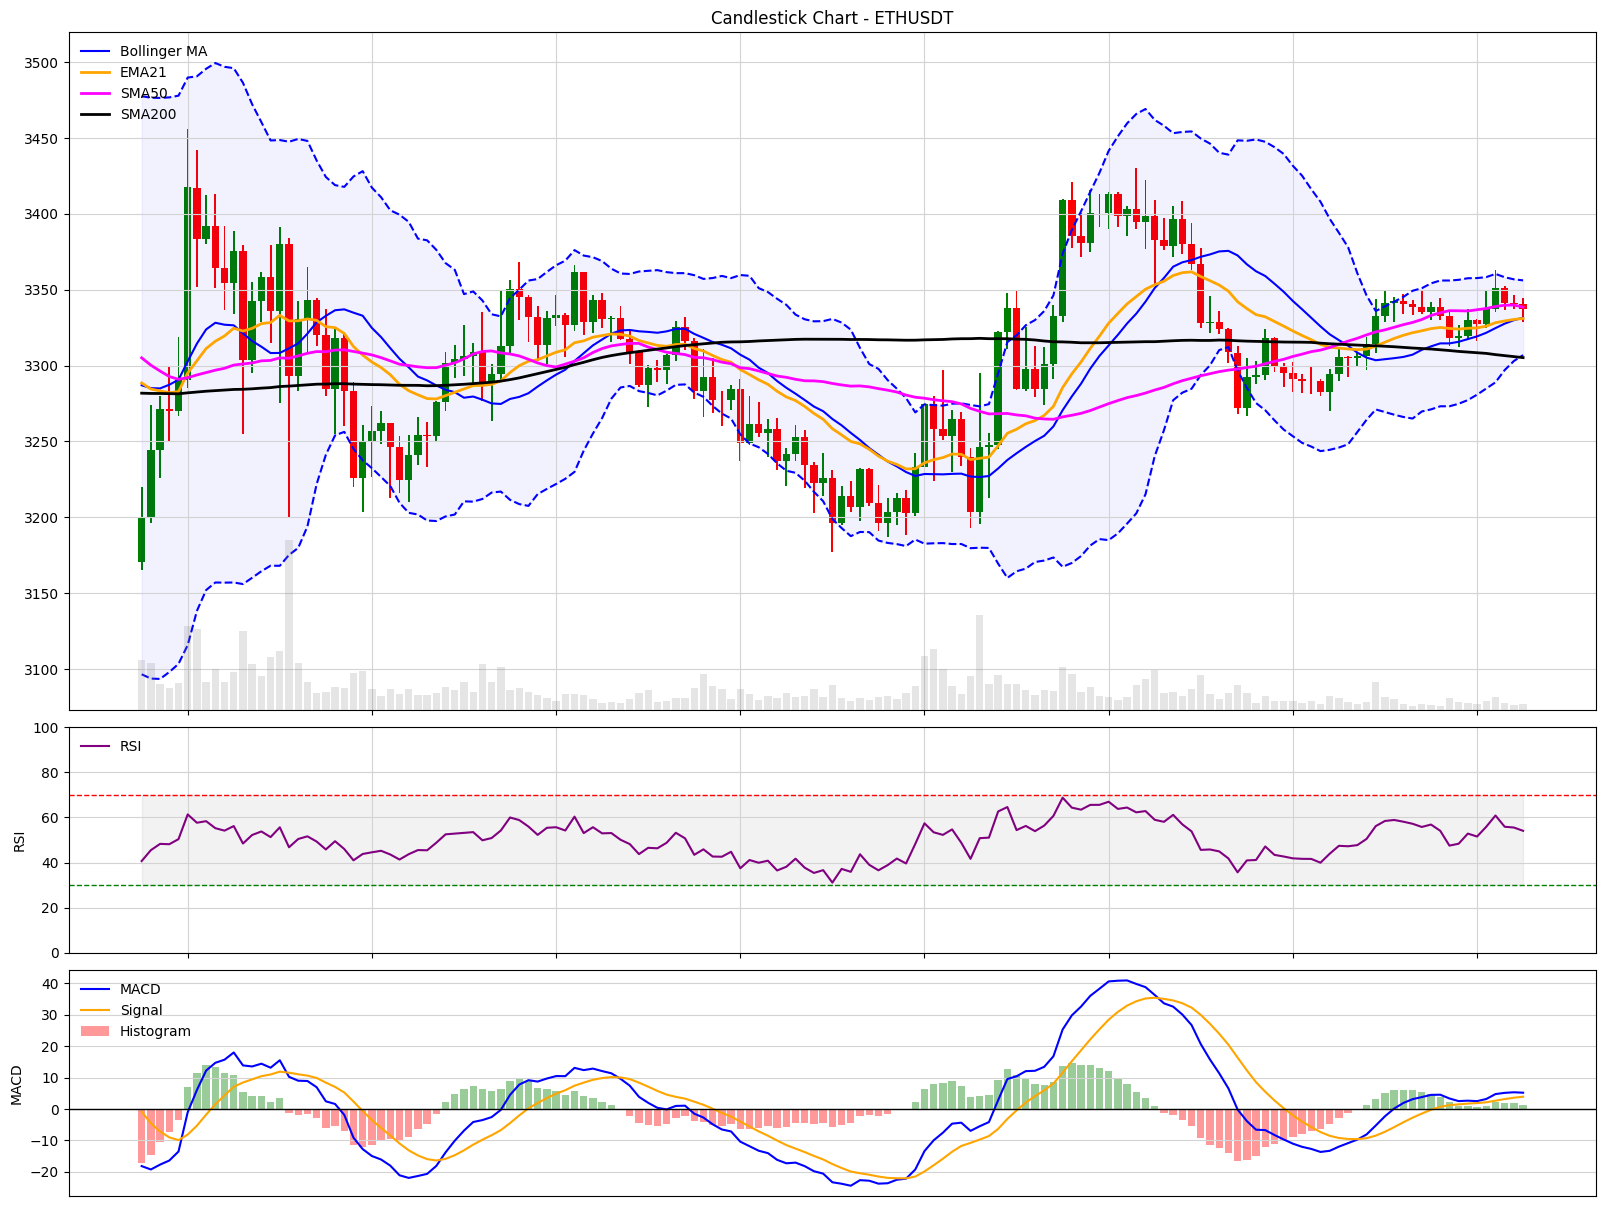 Candlestick Chart - ETHUSDT
Bollinger MA
EMA21
SMA50
SMA200
3500
3450
3400
3350
3300
3250
3200
3150
3100
RSI
100
80
60
40
20
0
RSI
MACD
Signal
Histogram
40
30
20
10
0
−10
−20
MACD